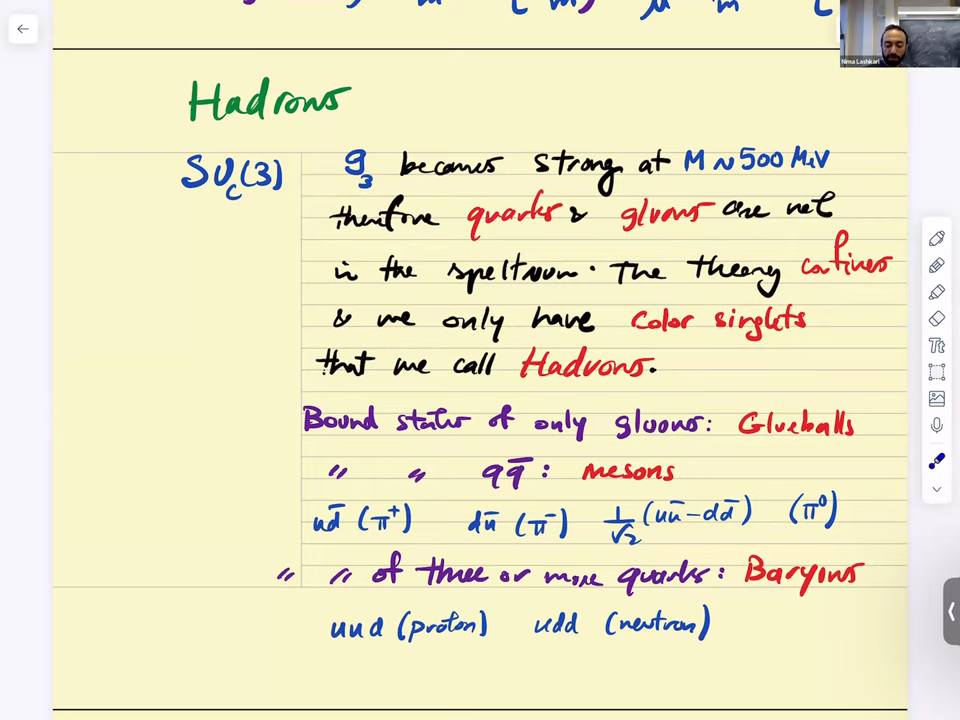 Hadrons
SU_c(3)
g_3 becomes strong at M ~ 500 MeV
therefore quarks & gluons are not
in the spectrum. The theory confines
& we only have color singlets
that we call Hadrons.
Bound states of only gluons: Glueballs
" " qq̄ : mesons
ud̄ (π⁺) dū (π⁻) 1/√2 (uū - dd̄) (π⁰)
" " of three or more quarks: Baryons
uud (proton) udd (neutron)
Nima Lashkari
Tt